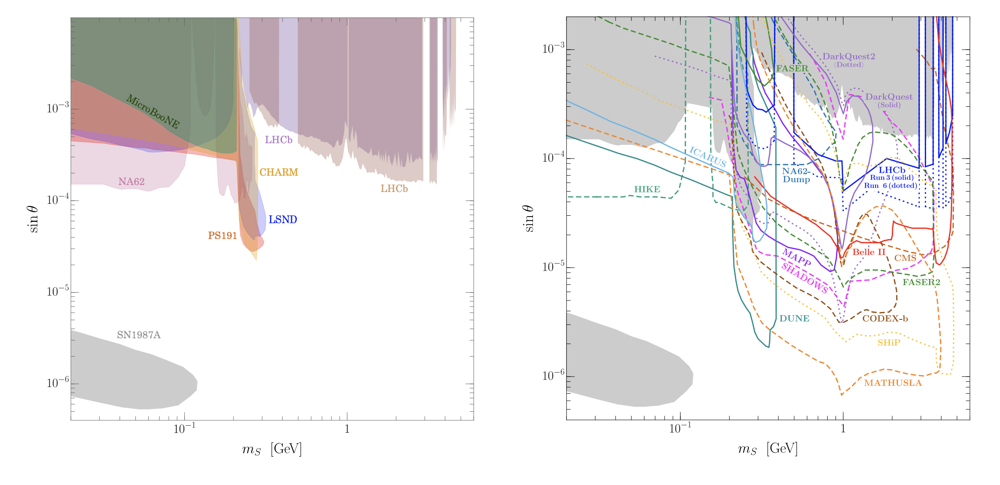 MicroBooNE
NA62
LHCb
CHARM
LHCb
LSND
PS191
SN1987A
10⁻³
10⁻⁴
10⁻⁵
10⁻⁶
sin θ
10⁻¹
1
m_S [GeV]
DarkQuest2
(Dotted)
FASER
DarkQuest
(Solid)
ICARUS
NA62-
Dump
LHCb
Run 3 (solid)
Run 6 (dotted)
HIKE
Belle II
CMS
MAPP
SHADOWS
FASER2
DUNE
CODEX-b
SHiP
MATHUSLA
10⁻³
10⁻⁴
10⁻⁵
10⁻⁶
sin θ
10⁻¹
1
m_S [GeV]